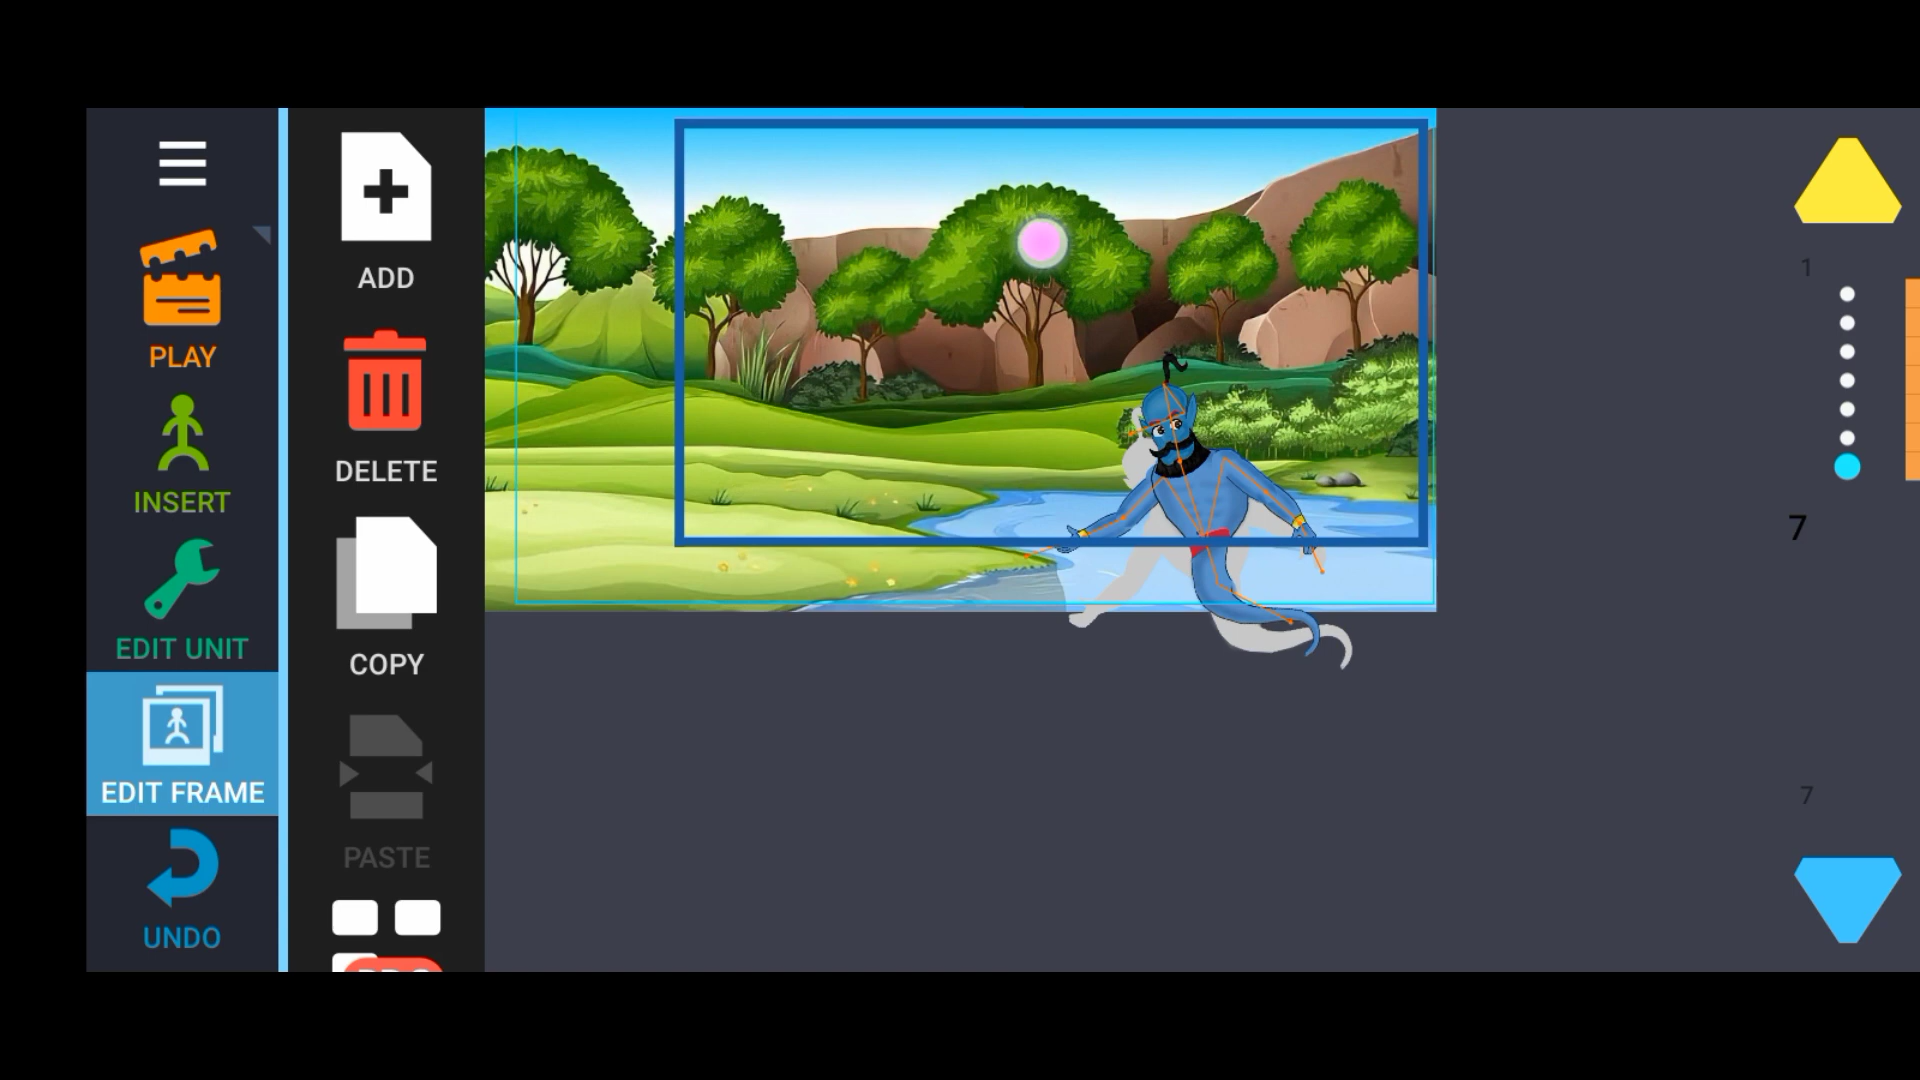 PLAY
INSERT
EDIT UNIT
EDIT FRAME
UNDO
ADD
DELETE
COPY
PASTE
1
7
7